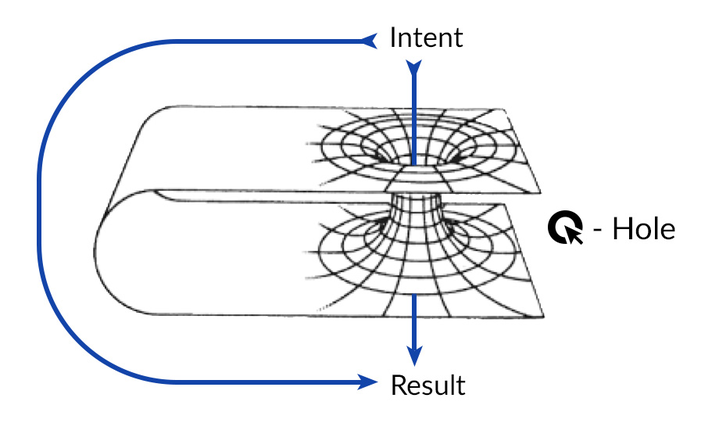 Intent
- Hole
Result